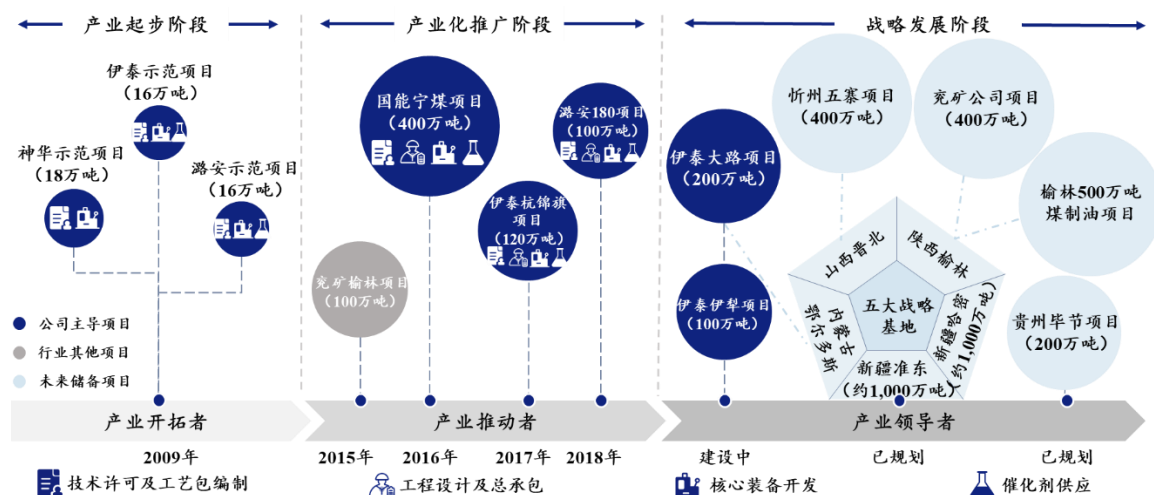 产业起步阶段
产业化推广阶段
战略发展阶段
伊泰示范项目
（16万吨）
神华示范项目
（18万吨）
潞安示范项目
（16万吨）
国能宁煤项目
（400万吨）
潞安180项目
（100万吨）
伊泰杭锦旗
项目
（120万吨）
兖矿榆林项目
（100万吨）
伊泰大路项目
（200万吨）
伊泰伊犁项目
（100万吨）
忻州五寨项目
（400万吨）
兖矿公司项目
（400万吨）
榆林500万吨
煤制油项目
贵州毕节项目
（200万吨）
山西晋北
陕西榆林
五大战略
基地
内蒙古
鄂尔多斯
新疆哈密
（约1,000万吨）
新疆准东
（约1,000万吨）
公司主导项目
行业其他项目
未来储备项目
产业开拓者
产业推动者
产业领导者
2009年
2015年
2016年
2017年
2018年
建设中
已规划
已规划
技术许可及工艺包编制
工程设计及总承包
核心装备开发
催化剂供应